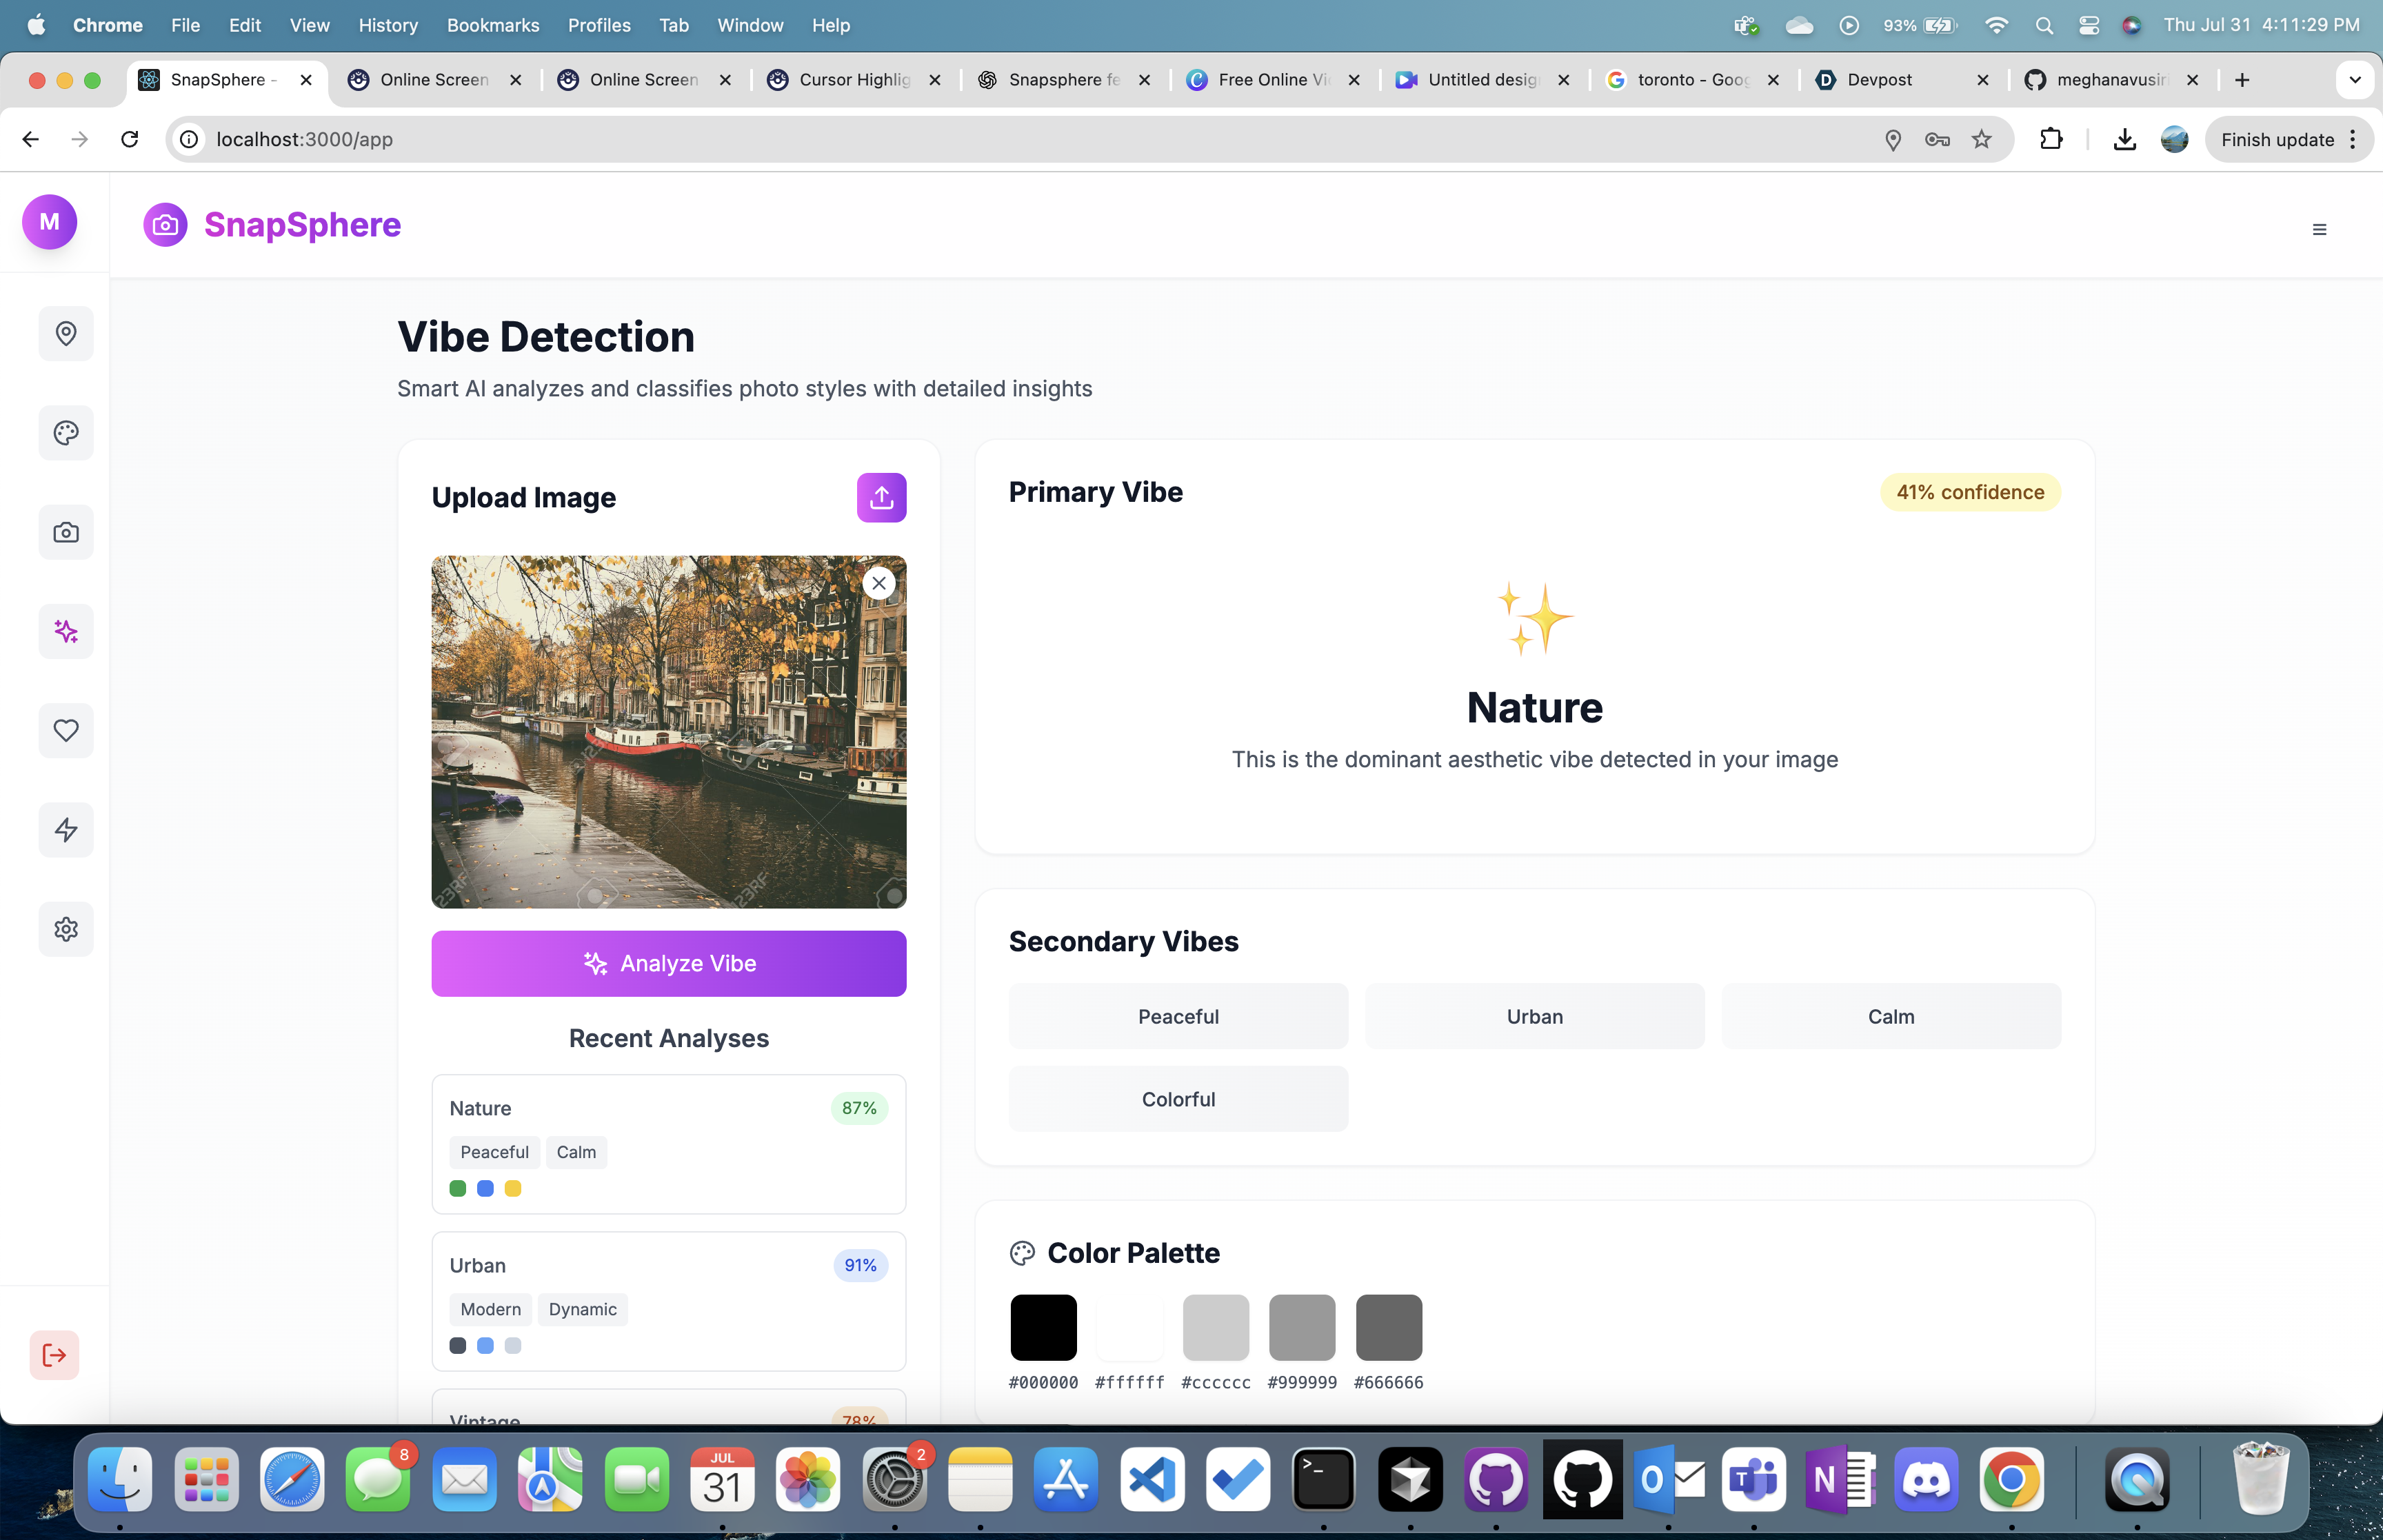 Chrome File Edit View History Bookmarks Profiles Tab Window Help 93% Thu Jul 31 4:11:29 PM
SnapSphere - Online Screen Online Screen Cursor Highlig Snapsphere fe Free Online Vi Untitled desig toronto - Goog Devpost meghanavusiri
localhost:3000/app Finish update
M SnapSphere
Vibe Detection
Smart AI analyzes and classifies photo styles with detailed insights
Upload Image
123RF
123RF
123RF
123RF
Analyze Vibe
Recent Analyses
Nature 87%
Peaceful Calm
Urban 91%
Modern Dynamic
Vintage 78%
Primary Vibe 41% confidence
Nature
This is the dominant aesthetic vibe detected in your image
Secondary Vibes
Peaceful Urban Calm
Colorful
Color Palette
#000000 #ffffff #cccccc #999999 #666666
8 JUL 31 2